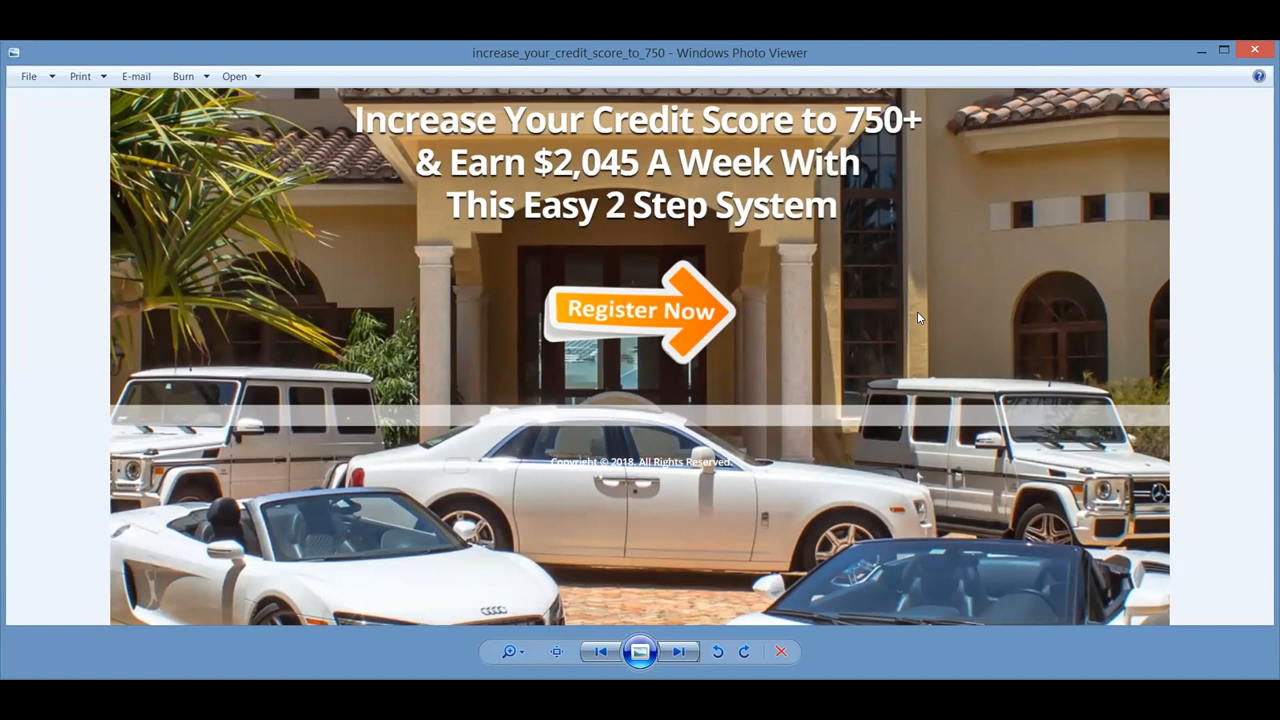 increase_your_credit_score_to_750 - Windows Photo Viewer
File Print E-mail Burn Open
Increase Your Credit Score to 750+
& Earn $2,045 A Week With
This Easy 2 Step System
Register Now
Copyright © 2018. All Rights Reserved.